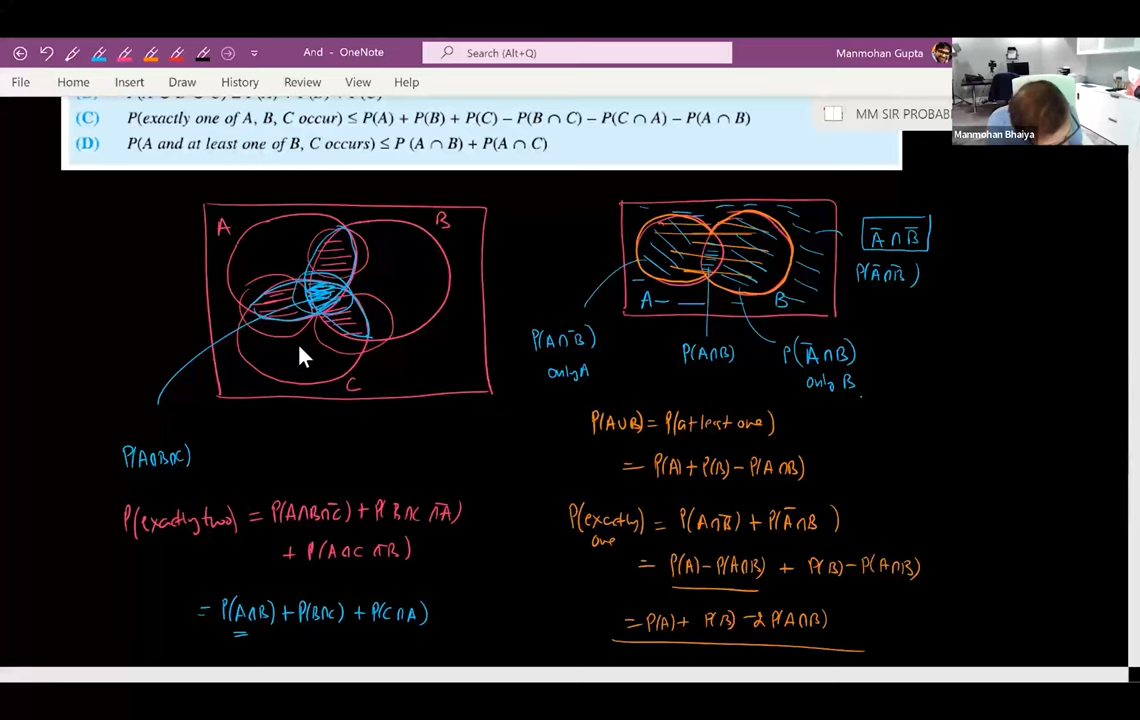 And - OneNote
Search (Alt+Q)
Manmohan Gupta
File Home Insert Draw History Review View Help
MM SIR PROBAB
Manmohan Bhaiya
(C) P(exactly one of A, B, C occur) ≤ P(A) + P(B) + P(C) − P(B ∩ C) − P(C ∩ A) − P(A ∩ B)
(D) P(A and at least one of B, C occurs) ≤ P (A ∩ B) + P(A ∩ C)
A
B
C
P(A∩B∩C)
P(exactly two) = P(A∩B∩C̅) + P(B∩C∩A̅)
+ P(A∩C∩B̅)
= P(A∩B) + P(B∩C) + P(C∩A)
A
B
A̅∩B̅
P(A̅∩B̅)
P(A∩B̅)
only A
P(A∩B)
P(A̅∩B)
only B
P(A∪B) = P(at least one)
= P(A) + P(B) − P(A∩B)
P(exactly one) = P(A∩B̅) + P(A̅∩B)
= P(A) − P(A∩B) + P(B) − P(A∩B)
= P(A) + P(B) − 2P(A∩B)